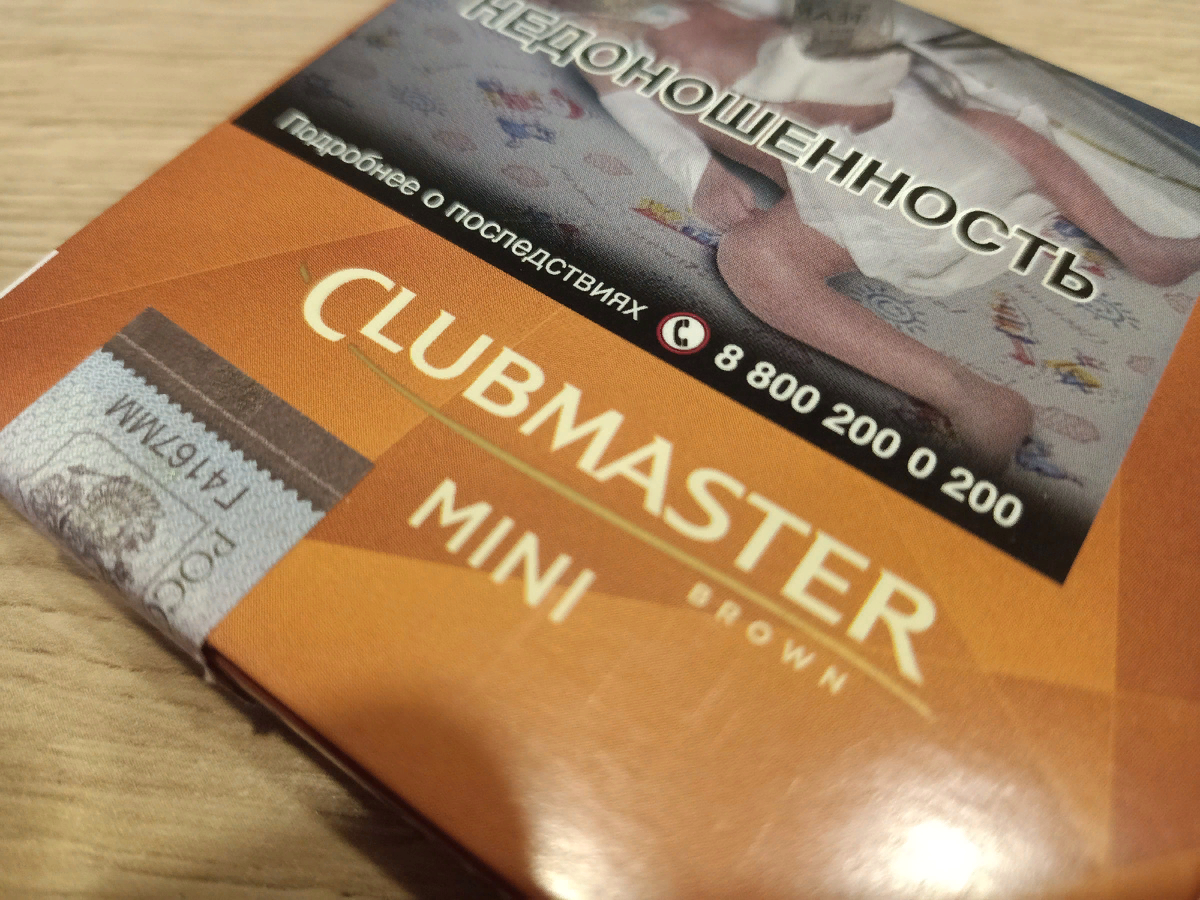 НЕДОНОШЕННОСТЬ
Подробнее о последствиях 8 800 200 0 200
CLUBMASTER
MINI
BROWN
Г4167ММ